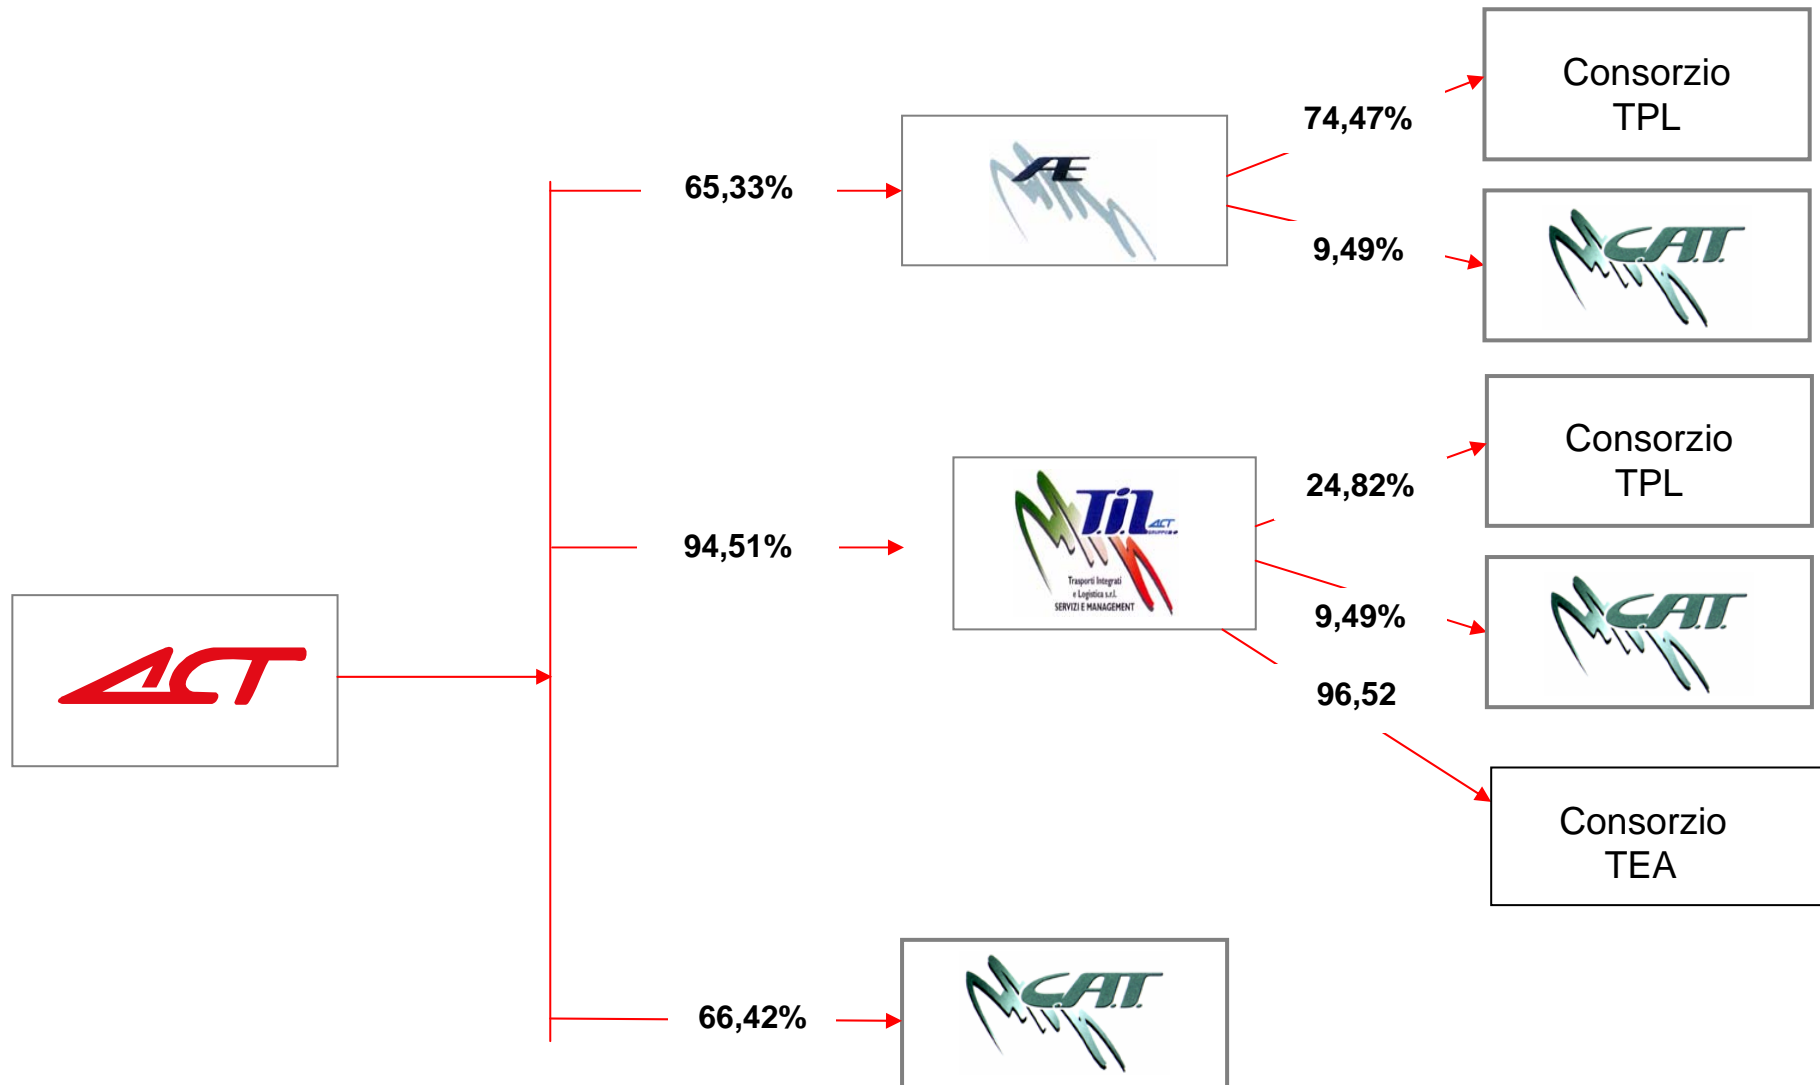 Consorzio
TPL
74,47%
65,33%
AE
9,49%
C.A.T.
Consorzio
TPL
24,82%
94,51%
T.i.L
ACT
GRUPPO
Trasporti Integrati
e Logistica s.r.l.
SERVIZI E MANAGEMENT
9,49%
C.A.T.
ACT
96,52
Consorzio
TEA
66,42%
C.A.T.